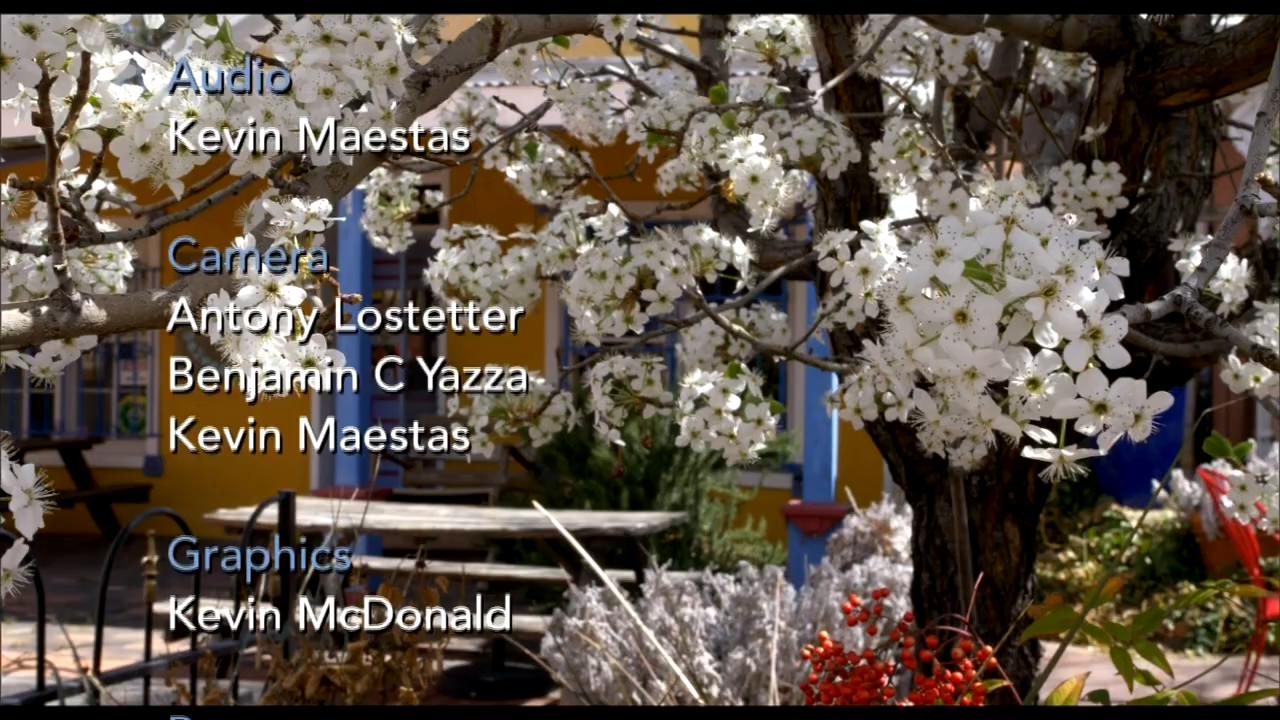 Audio
Kevin Maestas
Camera
Antony Lostetter
Benjamin C Yazza
Kevin Maestas
Graphics
Kevin McDonald